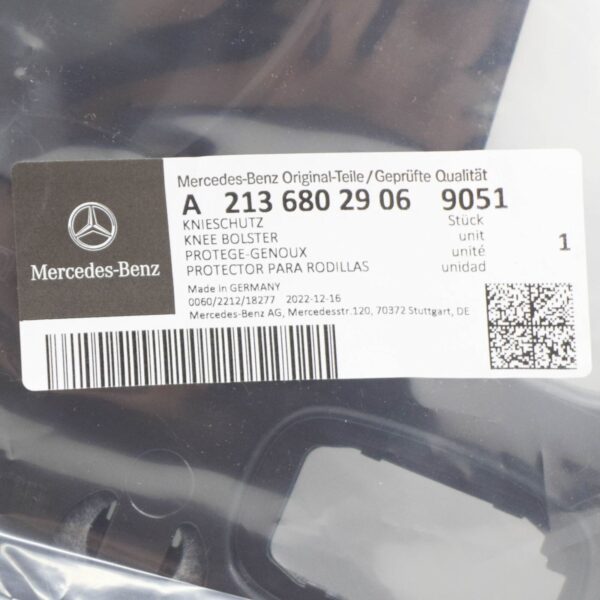 Mercedes-Benz Original-Teile/Geprüfte Qualität
A 213 680 29 06 9051
KNIESCHUTZ Stück
KNEE BOLSTER unit
PROTEGE-GENOUX unité 1
PROTECTOR PARA RODILLAS unidad
Made in GERMANY
0060/2212/18277 2022-12-16
Mercedes-Benz AG, Mercedesstr.120, 70372 Stuttgart, DE
Mercedes-Benz